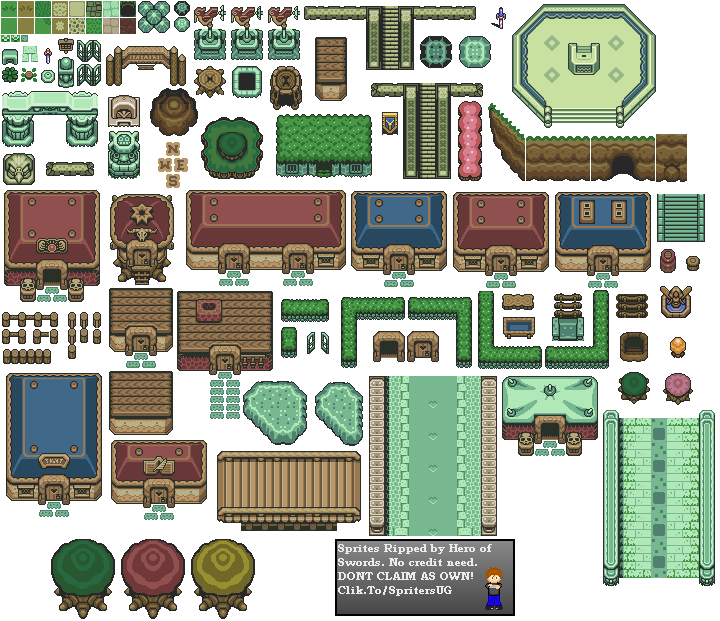 N
W E
S
Sprites Ripped by Hero of
Swords. No credit need.
DONT CLAIM AS OWN!
Clik.To/SpritersUG